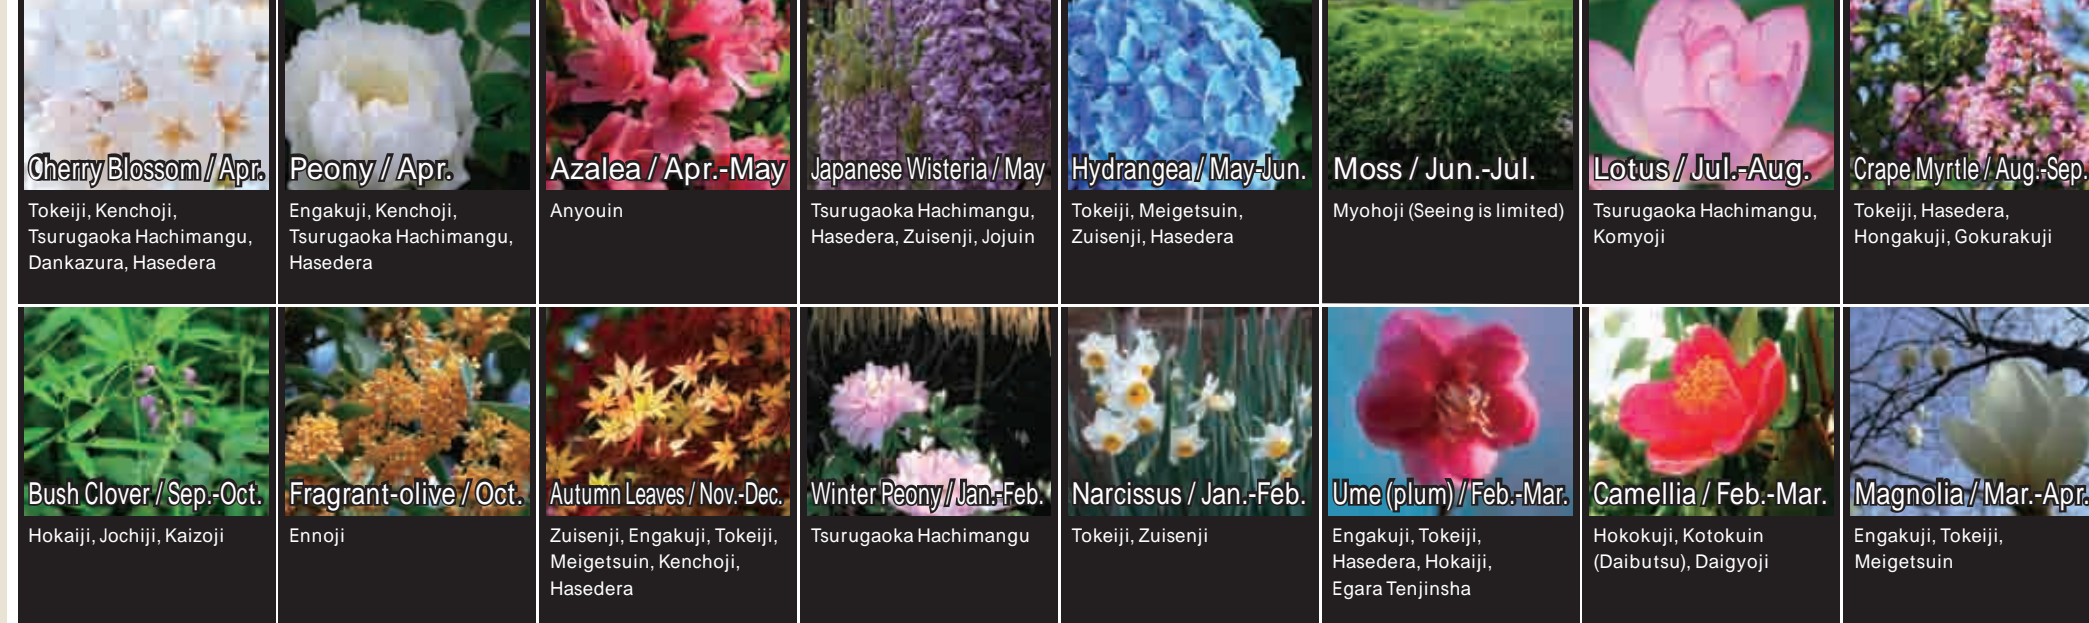 Cherry Blossom / Apr.
Tokeiji, Kenchoji,
Tsurugaoka Hachimangu,
Dankazura, Hasedera
Peony / Apr.
Engakuji, Kenchoji,
Tsurugaoka Hachimangu,
Hasedera
Azalea / Apr.-May
Anyouin
Japanese Wisteria / May
Tsurugaoka Hachimangu,
Hasedera, Zuisenji, Jojuin
Hydrangea / May-Jun.
Tokeiji, Meigetsuin,
Zuisenji, Hasedera
Moss / Jun.-Jul.
Myohoji (Seeing is limited)
Lotus / Jul.-Aug.
Tsurugaoka Hachimangu,
Komyoji
Crape Myrtle / Aug.-Sep.
Tokeiji, Hasedera,
Hongakuji, Gokurakuji
Bush Clover / Sep.-Oct.
Hokaiji, Jochiji, Kaizoji
Fragrant-olive / Oct.
Ennoji
Autumn Leaves / Nov.-Dec.
Zuisenji, Engakuji, Tokeiji,
Meigetsuin, Kenchoji,
Hasedera
Winter Peony / Jan.-Feb.
Tsurugaoka Hachimangu
Narcissus / Jan.-Feb.
Tokeiji, Zuisenji
Ume (plum) / Feb.-Mar.
Engakuji, Tokeiji,
Hasedera, Hokaiji,
Egara Tenjinsha
Camellia / Feb.-Mar.
Hokokuji, Kotokuin
(Daibutsu), Daigyoji
Magnolia / Mar.-Apr.
Engakuji, Tokeiji,
Meigetsuin